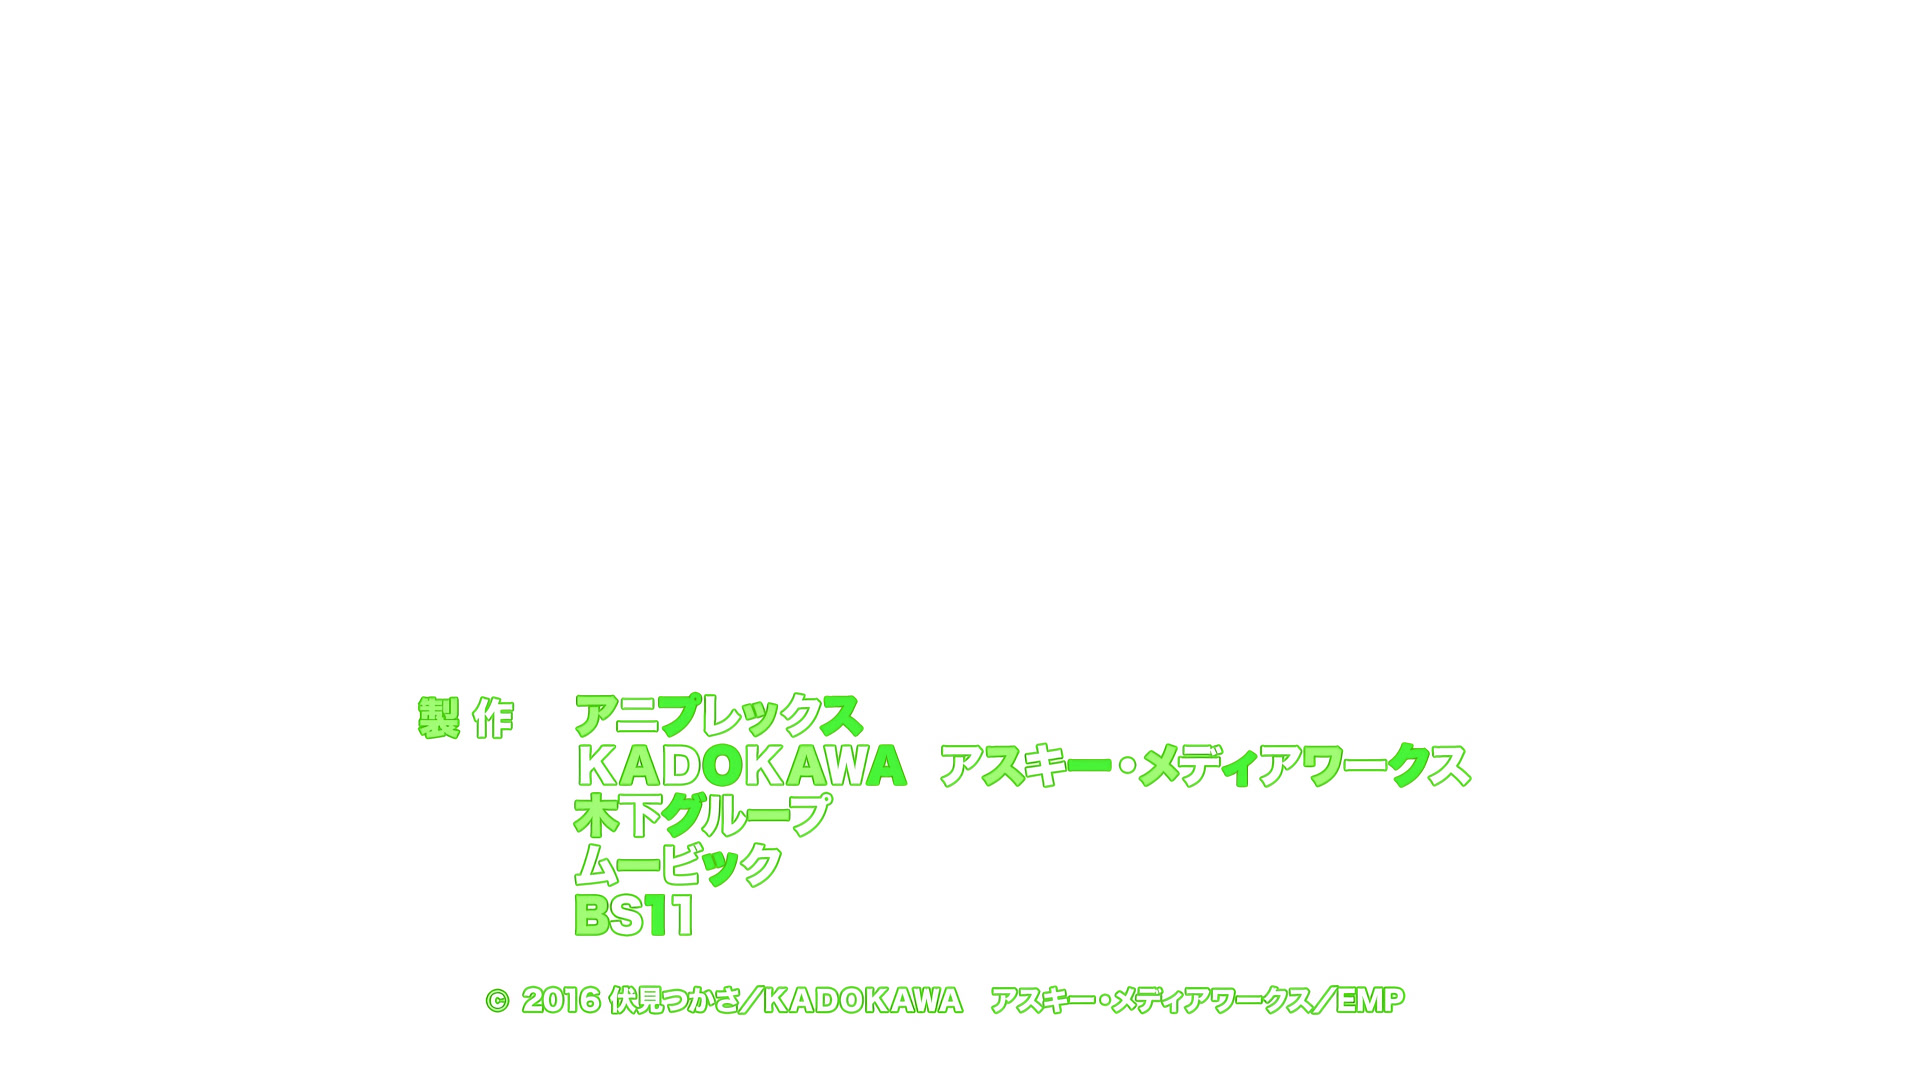 製作　アニプレックス
KADOKAWA　アスキー・メディアワークス
木下グループ
ムービック
BS11
© 2016 伏見つかさ／KADOKAWA　アスキー・メディアワークス／EMP